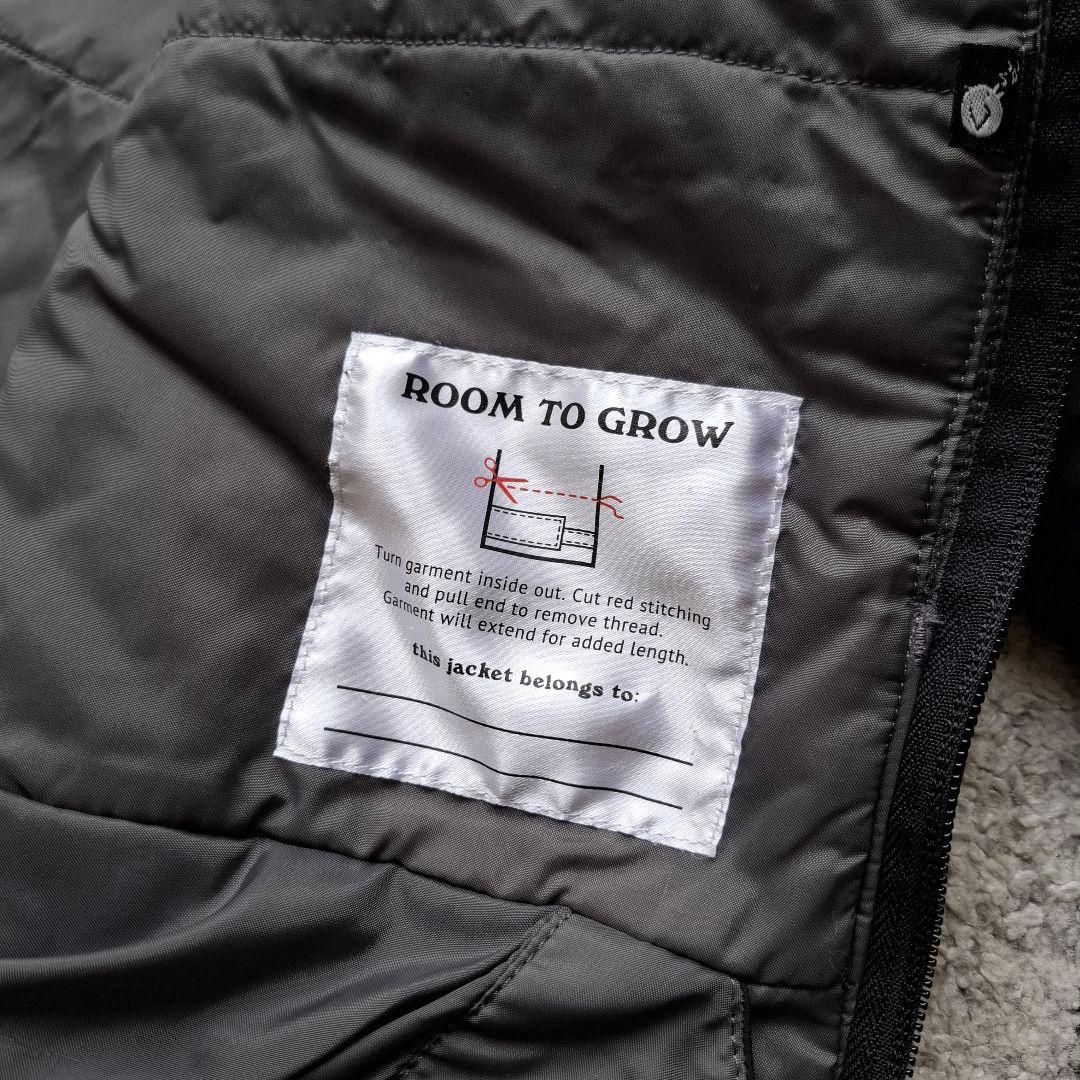 ROOM TO GROW
Turn garment inside out. Cut red stitching
and pull end to remove thread.
Garment will extend for added length.
this jacket belongs to: